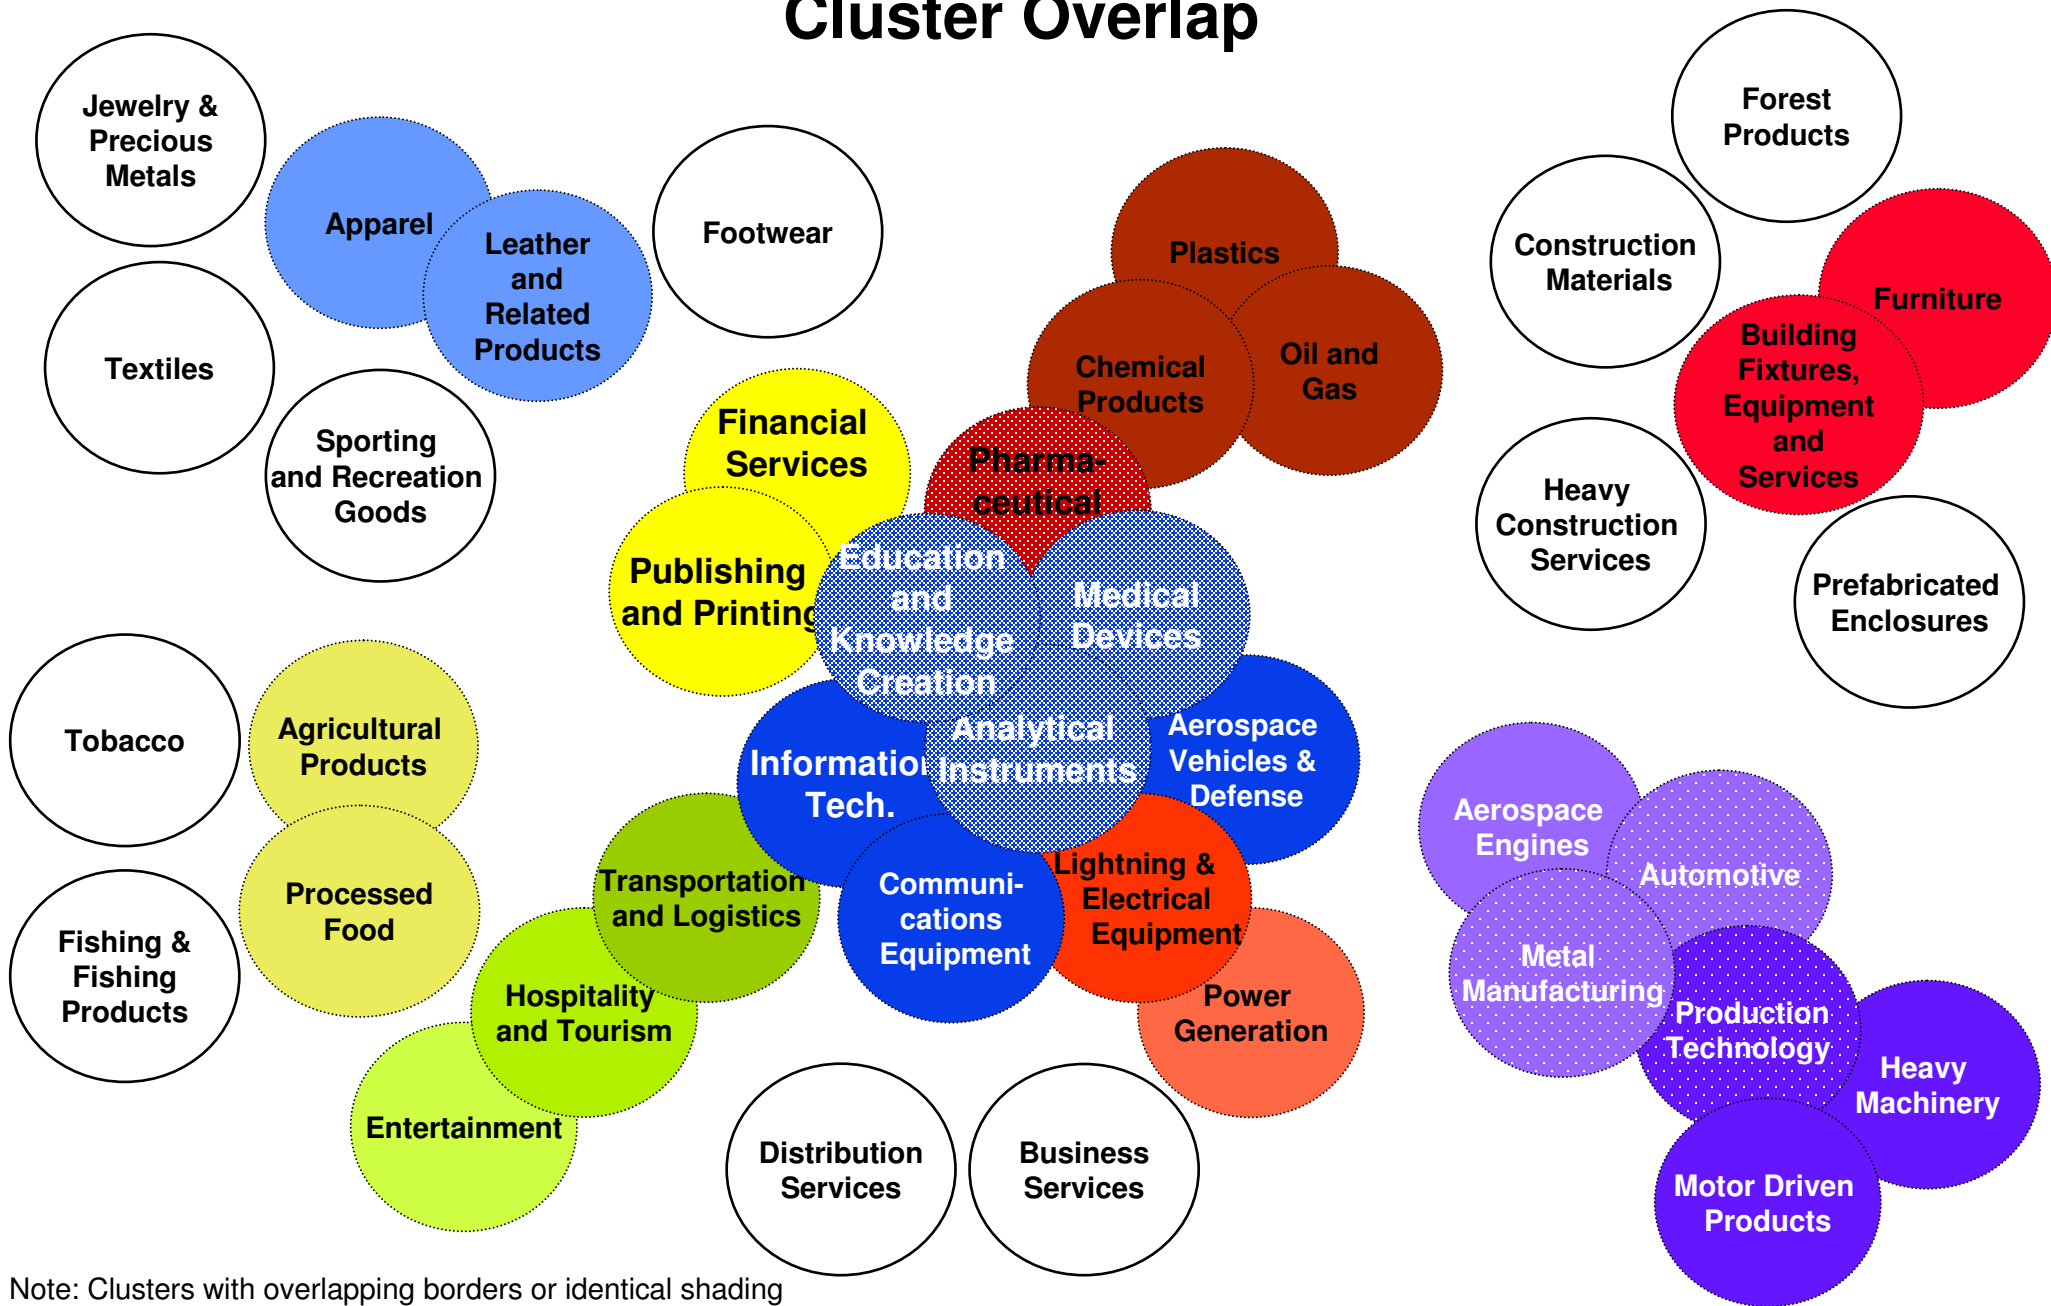 Cluster Overlap
Jewelry &
Precious
Metals
Apparel
Leather
and
Related
Products
Footwear
Textiles
Sporting
and Recreation
Goods
Plastics
Chemical
Products
Oil and
Gas
Forest
Products
Construction
Materials
Furniture
Building
Fixtures,
Equipment
and
Services
Heavy
Construction
Services
Prefabricated
Enclosures
Financial
Services
Publishing
and Printing
Pharma-
ceutical
Education
and
Knowledge
Creation
Medical
Devices
Analytical
Instruments
Information
Tech.
Aerospace
Vehicles &
Defense
Communi-
cations
Equipment
Lightning &
Electrical
Equipment
Power
Generation
Tobacco
Agricultural
Products
Processed
Food
Fishing &
Fishing
Products
Transportation
and Logistics
Hospitality
and Tourism
Entertainment
Distribution
Services
Business
Services
Aerospace
Engines
Automotive
Metal
Manufacturing
Production
Technology
Heavy
Machinery
Motor Driven
Products
Note: Clusters with overlapping borders or identical shading